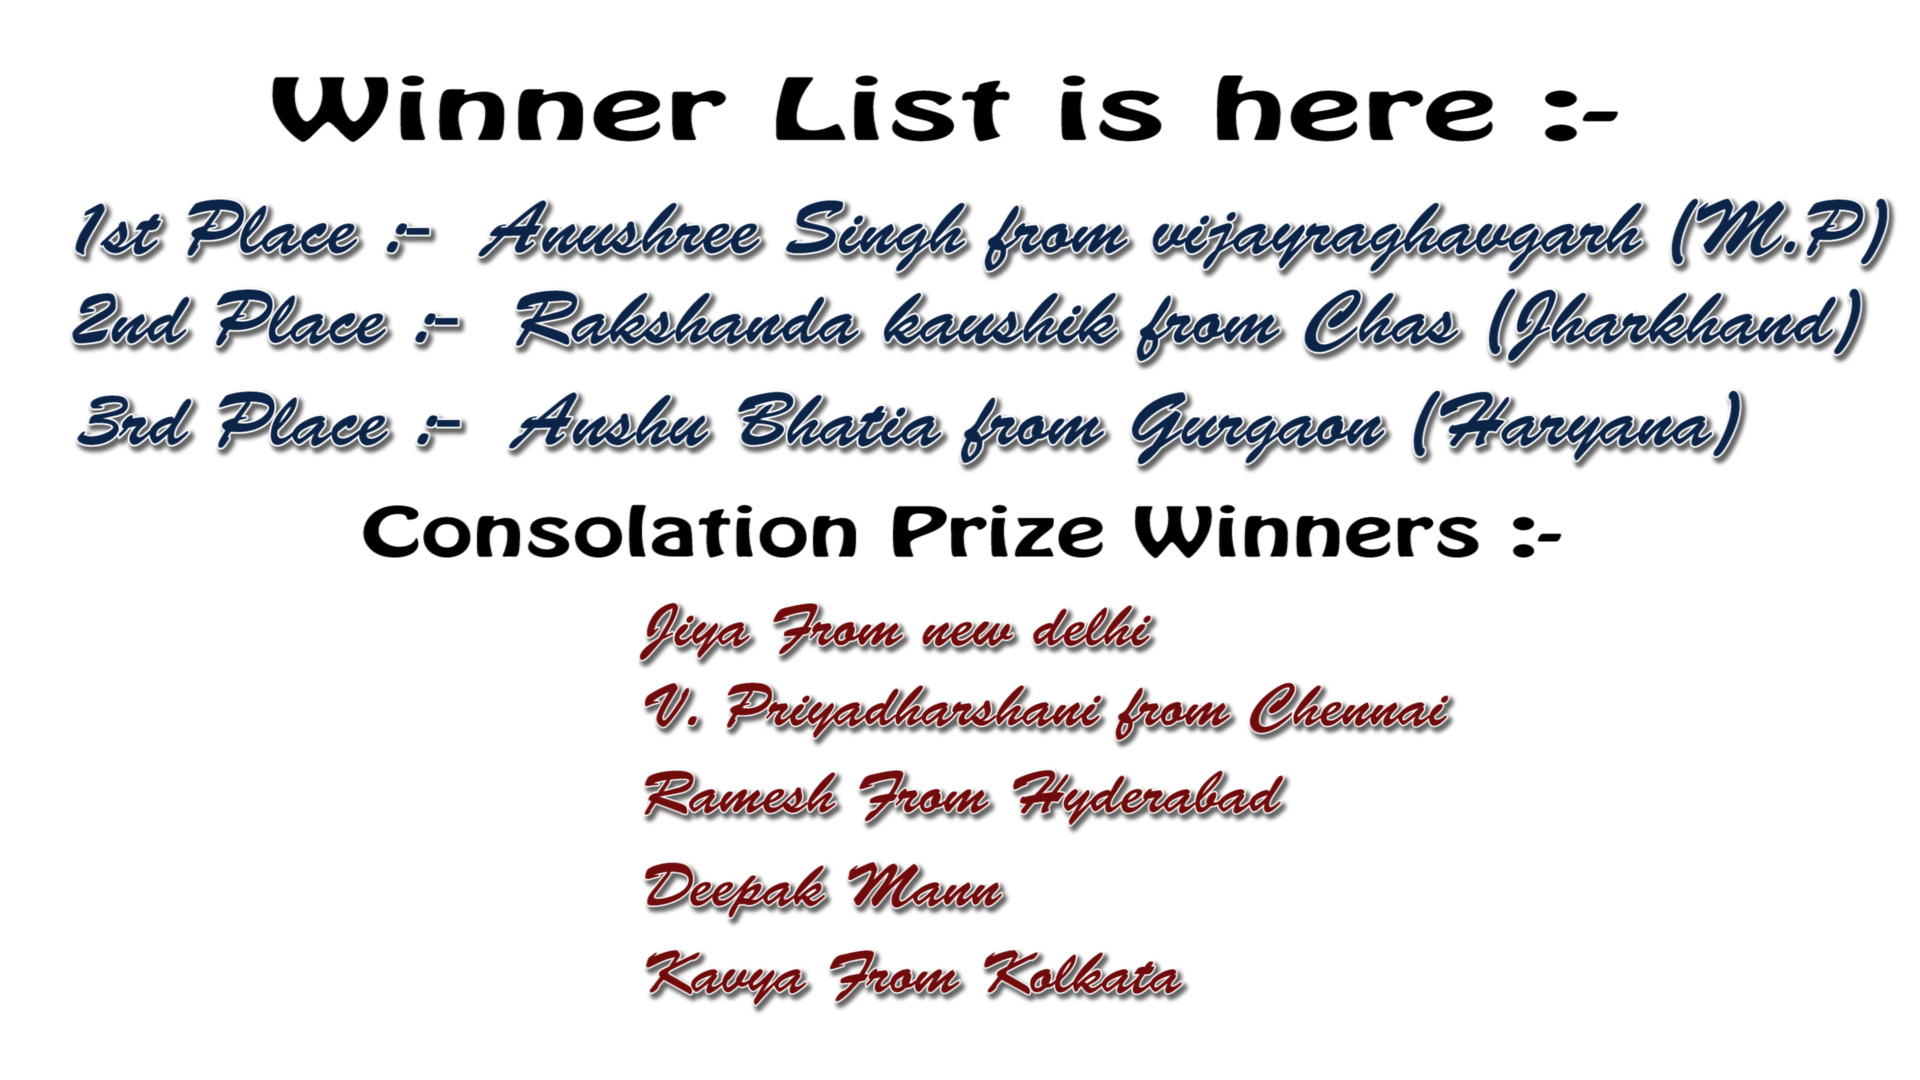 Winner List is here :-
1st Place :- Anushree Singh from vijayraghavgarh (M.P)
2nd Place :- Rakshanda kaushik from Chas (Jharkhand)
3rd Place :- Anshu Bhatia from Gurgaon (Haryana)
Consolation Prize Winners :-
Jiya From new delhi
V. Priyadharshani from Chennai
Ramesh From Hyderabad
Deepak Mann
Kavya From Kolkata